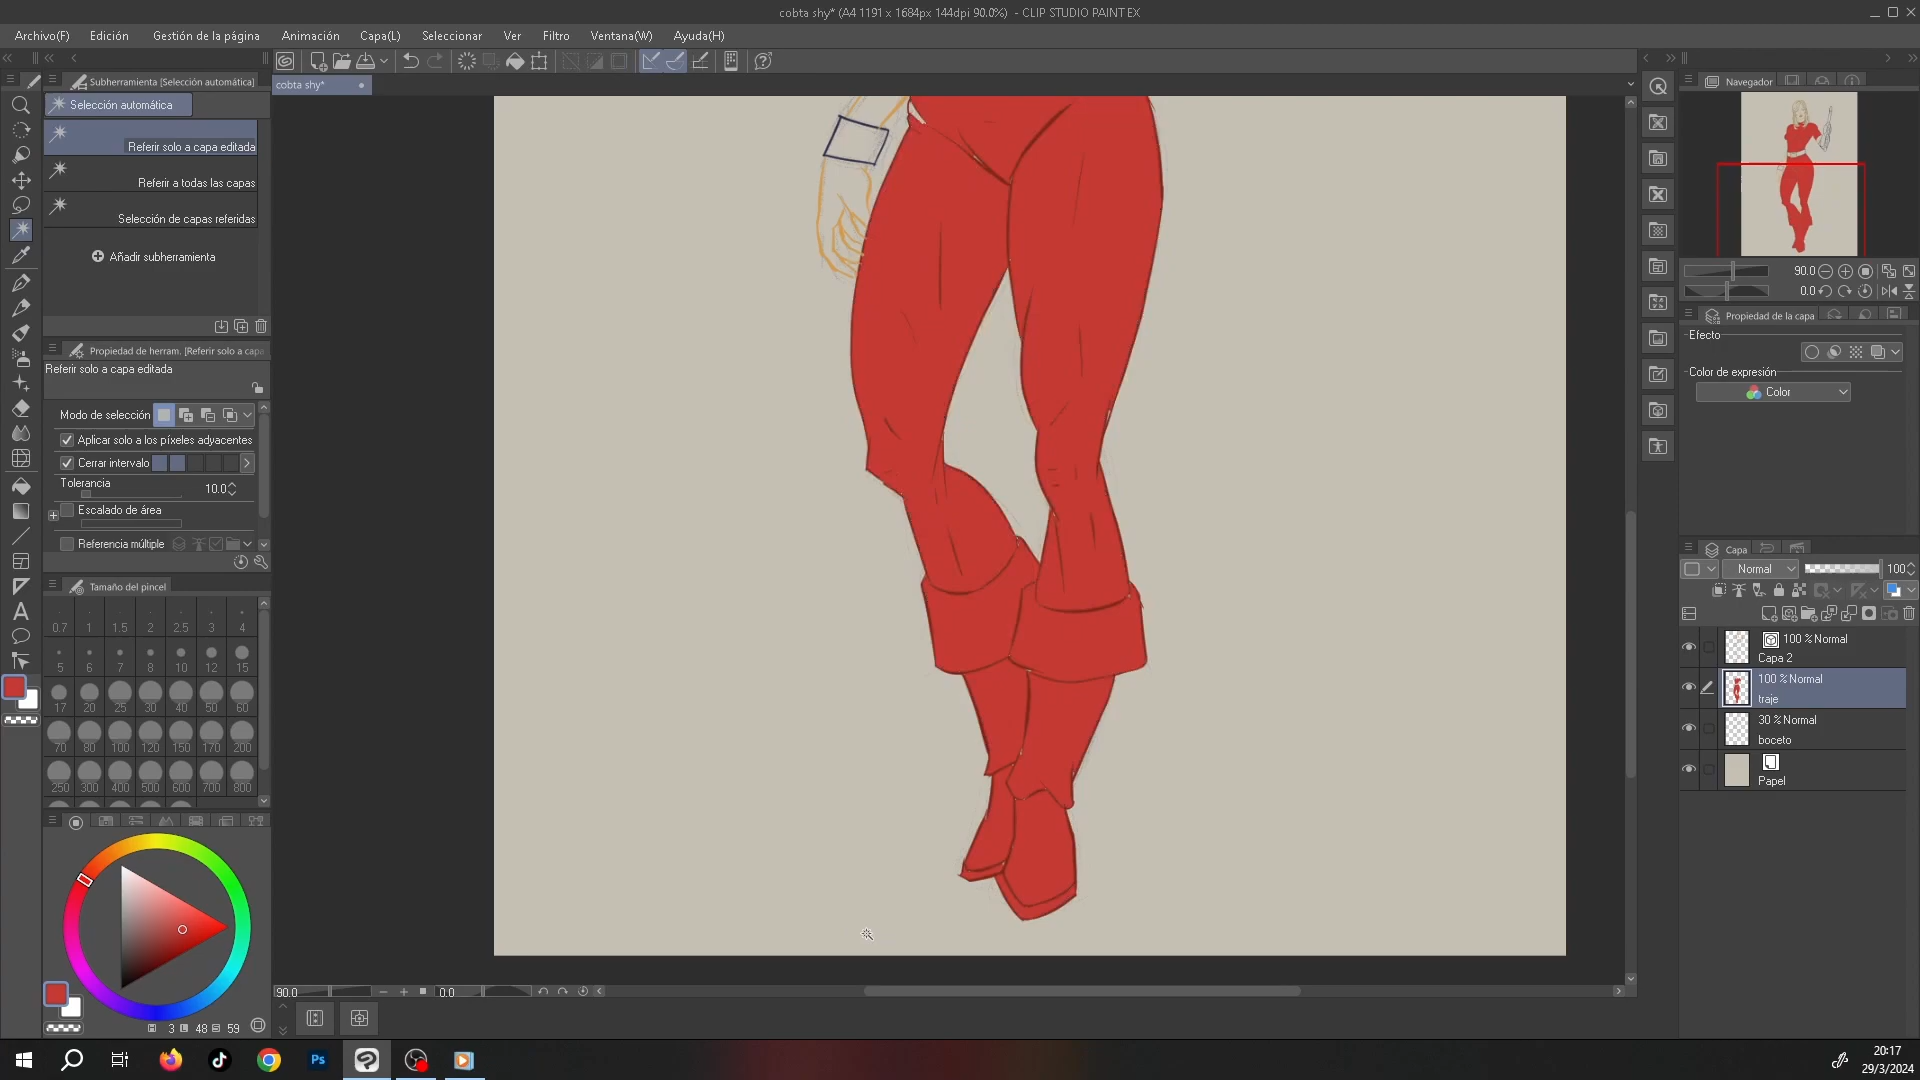 cobta shy* (A4 1191 x 1684px 144dpi 90.0%) - CLIP STUDIO PAINT EX
Archivo(F) Edición Gestión de la página Animación Capa(L) Seleccionar Ver Filtro Ventana(W) Ayuda(H)
Subherramienta [Selección automática]
cobta shy*
Navegador
Selección automática
Referir solo a capa editada
Referir a todas las capas
Selección de capas referidas
Añadir subherramienta
90.0
0.0
Propiedad de la capa
Efecto
Color de expresión
Color
Propiedad de herram. [Referir solo a capa
Referir solo a capa editada
Modo de selección
Aplicar solo a los píxeles adyacentes
Cerrar intervalo
Tolerancia
10.0
Escalado de área
Referencia múltiple
Tamaño del pincel
0.7 1 1.5 2 2.5 3 4
5 6 7 8 10 12 15
17 20 25 30 40 50 60
70 80 100 120 150 170 200
250 300 400 500 600 700 800
Capa
Normal 100
100 % Normal
Capa 2
100 % Normal
traje
30 % Normal
boceto
Papel
90.0 0.0
3 48 59
Ps
20:17
29/3/2024